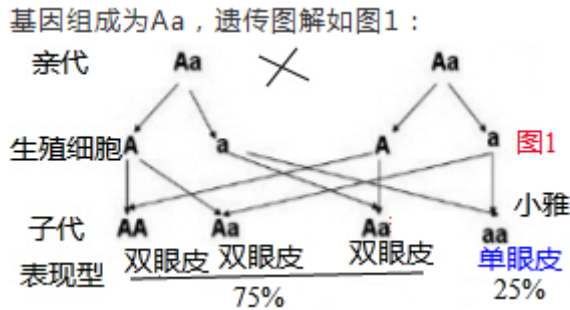 基因组成为Aa，遗传图解如图1：
亲代 Aa Aa
生殖细胞 A a A a 图1
小雅
子代 AA Aa Aa aa
表现型 双眼皮 双眼皮 双眼皮 单眼皮
75% 25%